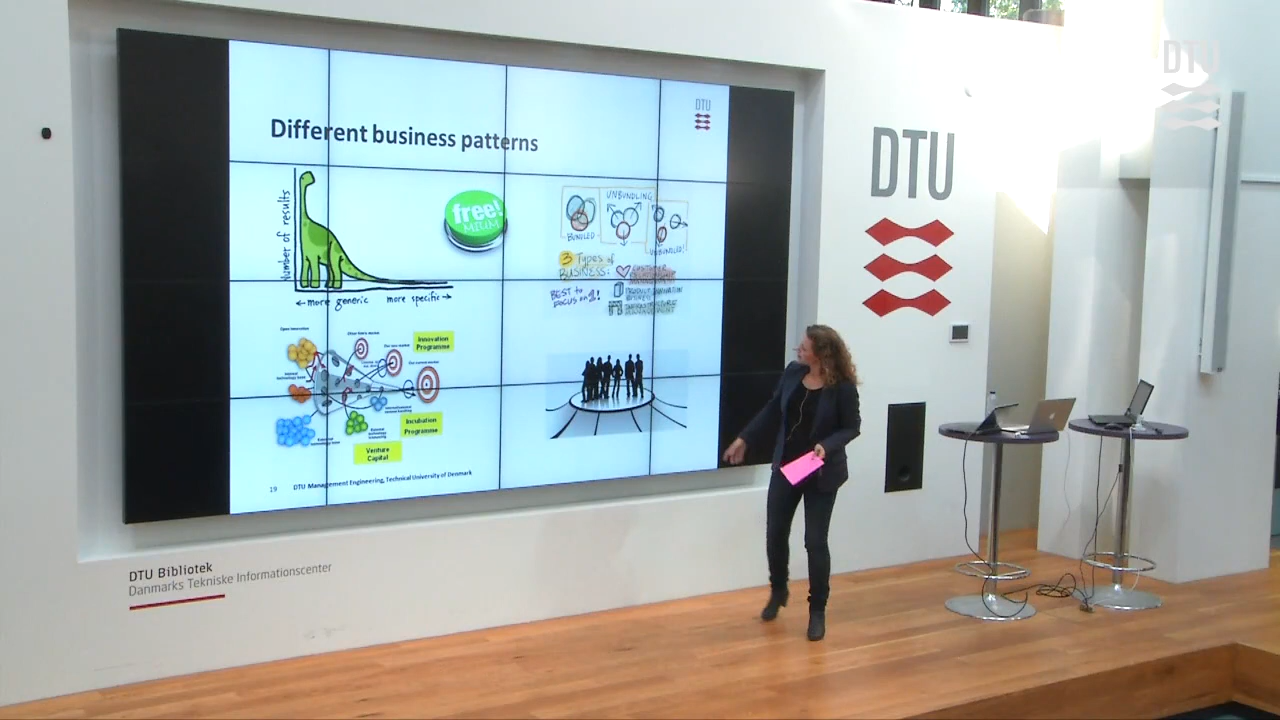 DTU
Different business patterns
DTU
Number of results
free!
MIUM
UNBUNDLING
BUNDLED
UNBUNDLED!
3 Types of
BUSINESS:
BEST to
focus on 1!
←more generic more specific→
Innovation
Programme
Incubation
Programme
Venture
Capital
19 DTU Management Engineering, Technical University of Denmark
DTU
DTU Bibliotek
Danmarks Tekniske Informationscenter